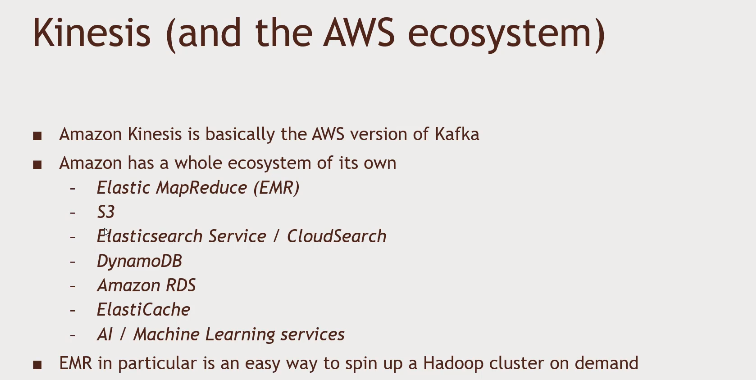 Kinesis (and the AWS ecosystem)
■ Amazon Kinesis is basically the AWS version of Kafka
■ Amazon has a whole ecosystem of its own
– Elastic MapReduce (EMR)
– S3
– Elasticsearch Service / CloudSearch
– DynamoDB
– Amazon RDS
– ElastiCache
– AI / Machine Learning services
■ EMR in particular is an easy way to spin up a Hadoop cluster on demand